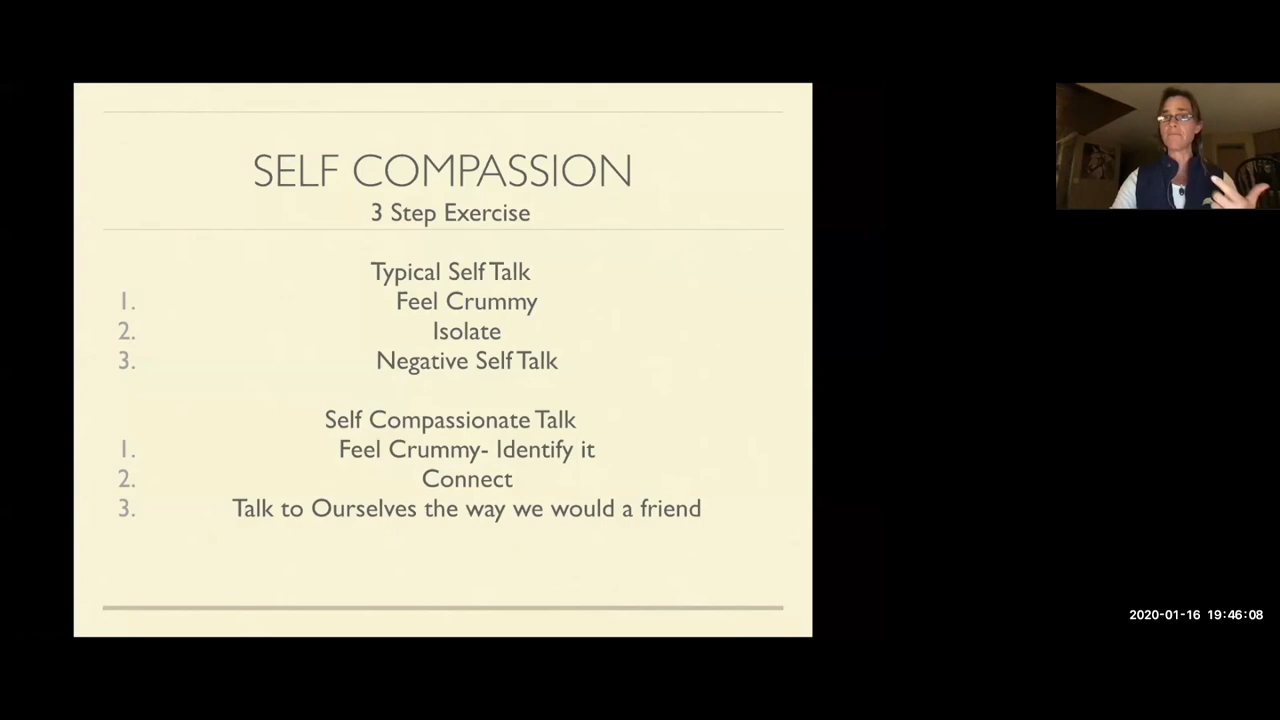 SELF COMPASSION
3 Step Exercise
Typical Self Talk
1. Feel Crummy
2. Isolate
3. Negative Self Talk
Self Compassionate Talk
1. Feel Crummy- Identify it
2. Connect
3. Talk to Ourselves the way we would a friend
2020-01-16 19:46:08